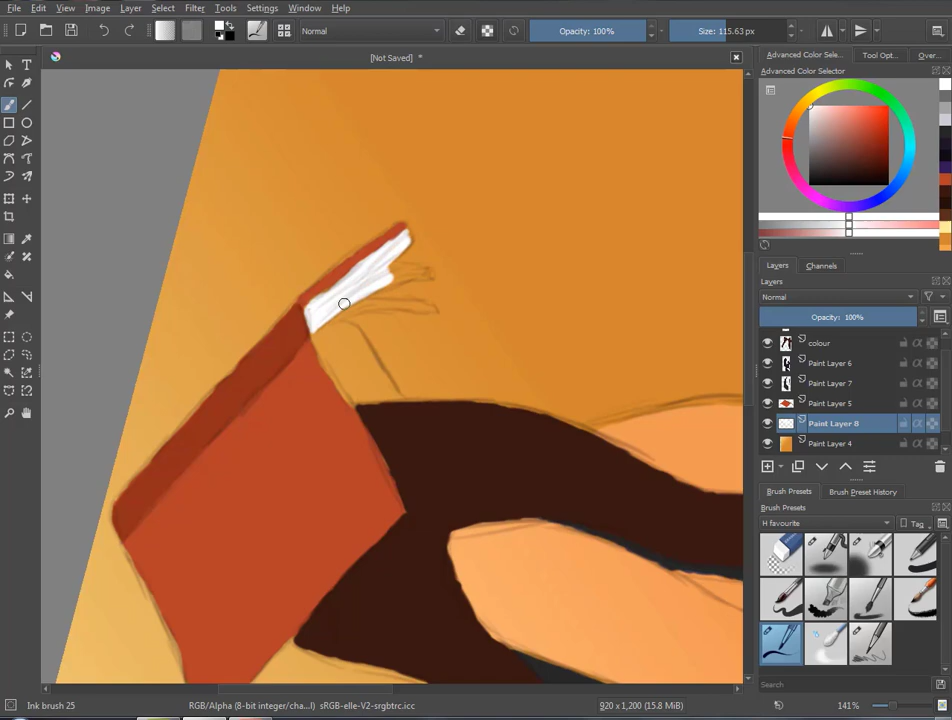 File Edit View Image Layer Select Filter Tools Settings Window Help
Normal
Opacity: 100%
Size: 115.63 px
[Not Saved] *
Advanced Color Selec...
Tool Opt...
Over...
Advanced Color Selector
Layers
Channels
Layers
Normal
Opacity: 100%
colour
Paint Layer 6
Paint Layer 7
Paint Layer 5
Paint Layer 8
Paint Layer 4
Brush Presets
Brush Preset History
Brush Presets
H favourite
Tag
Search
Ink brush 25
RGB/Alpha (8-bit integer/cha...l) sRGB-elle-V2-srgbtrc.icc
920 x 1,200 (15.8 MiB)
141%